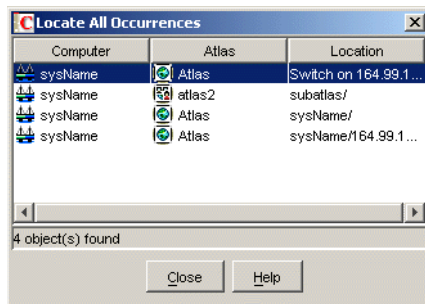 Locate All Occurrences
Computer Atlas Location
sysName Atlas Switch on 164.99.1...
sysName atlas2 subatlas/
sysName Atlas sysName/
sysName Atlas sysName/164.99.1...
4 object(s) found
Close Help